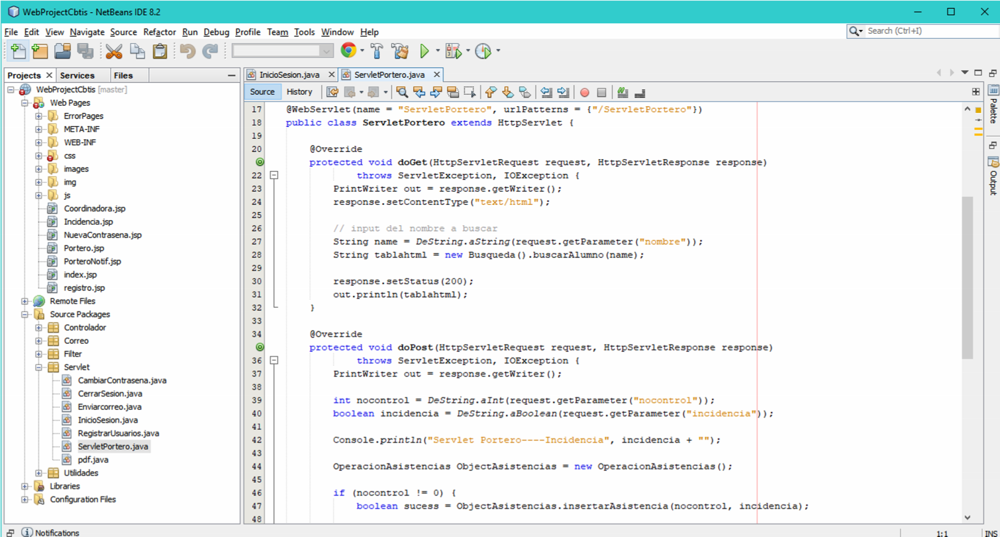 WebProjectCbtis - NetBeans IDE 8.2
File Edit View Navigate Source Refactor Run Debug Profile Team Tools Window Help
Search (Ctrl+I)
Projects Services Files
WebProjectCbtis [master]
Web Pages
ErrorPages
META-INF
WEB-INF
css
images
img
js
Coordinadora.jsp
Incidencia.jsp
NuevaContrasena.jsp
Portero.jsp
PorteroNotif.jsp
index.jsp
registro.jsp
Remote Files
Source Packages
Controlador
Correo
Filter
Servlet
CambiarContrasena.java
CerrarSesion.java
Enviarcorreo.java
InicioSesion.java
RegistrarUsuarios.java
ServletPortero.java
pdf.java
Utilidades
Libraries
Configuration Files
InicioSesion.java ServletPortero.java
Source History
17 @WebServlet(name = "ServletPortero", urlPatterns = {"/ServletPortero"})
18 public class ServletPortero extends HttpServlet {
19
20 @Override
protected void doGet(HttpServletRequest request, HttpServletResponse response)
22 throws ServletException, IOException {
23 PrintWriter out = response.getWriter();
24 response.setContentType("text/html");
25
26 // input del nombre a buscar
27 String name = DeString.aString(request.getParameter("nombre"));
28 String tablahtml = new Busqueda().buscarAlumno(name);
29
30 response.setStatus(200);
31 out.println(tablahtml);
32 }
33
34 @Override
protected void doPost(HttpServletRequest request, HttpServletResponse response)
36 throws ServletException, IOException {
37 PrintWriter out = response.getWriter();
38
39 int nocontrol = DeString.aInt(request.getParameter("nocontrol"));
40 boolean incidencia = DeString.aBoolean(request.getParameter("incidencia"));
41
42 Console.println("Servlet Portero----Incidencia", incidencia + "");
43
44 OperacionAsistencias ObjectAsistencias = new OperacionAsistencias();
45
46 if (nocontrol != 0) {
47 boolean sucess = ObjectAsistencias.insertarAsistencia(nocontrol, incidencia);
48
Palette
Output
Notifications
1:1 INS